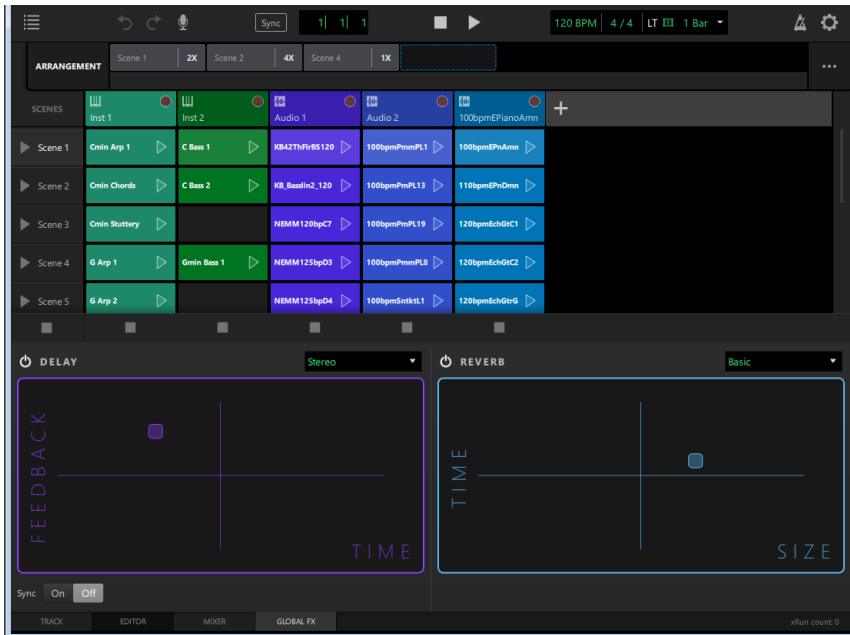 Sync 1 1 1 120 BPM 4 / 4 LT 1 Bar
ARRANGEMENT Scene 1 2X Scene 2 4X Scene 4 1X ...
SCENES Inst 1 Inst 2 Audio 1 Audio 2 100bpmEPianoAmn +
Scene 1 Cmin Arp 1 C Bass 1 KB42ThFlrBS120 100bpmPmmPL1 100bpmEPnAmn
Scene 2 Cmin Chords C Bass 2 KB_Basslin2_120 100bpmPmPL13 110bpmEPnDmn
Scene 3 Cmin Stuttery NEMM120bpC7 100bpmPmPL19 120bpmEchGtC1
Scene 4 G Arp 1 Gmin Bass 1 NEMM125bpD3 100bpmPmmPL8 120bpmEchGtC2
Scene 5 G Arp 2 NEMM125bpD4 100bpmSntktL1 120bpmEchGtrG
DELAY Stereo REVERB Basic
FEEDBACK TIME TIME SIZE
Sync On Off
TRACK EDITOR MIXER GLOBAL FX xRun count: 0